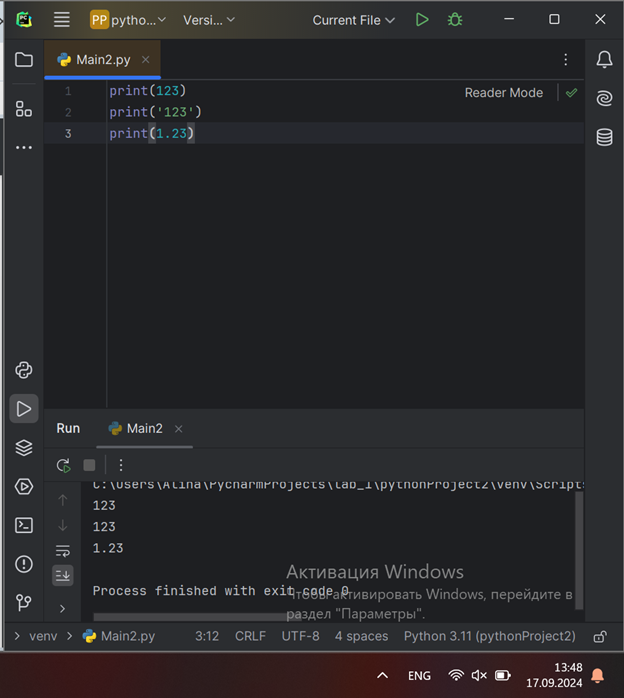 PC
PP pytho... Versi... Current File
Main2.py
1 print(123)
2 print('123')
3 print(1.23)
Reader Mode
Run Main2
C:\Users\Alina\PycharmProjects\lab_1\pythonProject2\venv\Scripts
123
123
1.23
Process finished with exit code 0
Активация Windows
Чтобы активировать Windows, перейдите в
раздел "Параметры".
venv Main2.py 3:12 CRLF UTF-8 4 spaces Python 3.11 (pythonProject2)
ENG 13:48
17.09.2024